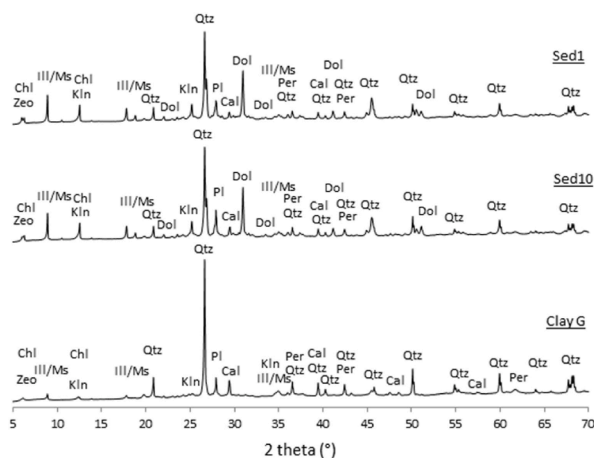 Qtz
Sed1
Dol
Dol
Ill/Ms
Ill/Ms
Chl
Ill/Ms
Per
Cal
Qtz
Qtz
Qtz
Chl
Kln
Qtz
Kln
Pl
Qtz
Qtz
Per
Dol
Qtz
Qtz
Qtz
Zeo
Dol
Cal
Dol
Qtz
Sed10
Dol
Dol
Ill/Ms
Chl
Ill/Ms
Pl
Ill/Ms
Cal
Qtz
Qtz
Qtz
Chl
Kln
Qtz
Kln
Per
Qtz
Qtz
Per
Dol
Qtz
Qtz
Qtz
Zeo
Dol
Cal
Dol
Qtz
Clay G
Chl
Chl
Qtz
Pl
Kln
Per
Cal
Qtz
Qtz
Qtz
Zeo
Ill/Ms
Kln
Ill/Ms
Kln
Cal
Ill/Ms
Qtz
Qtz
Per
Cal
Qtz
Cal
Qtz
Per
Qtz
Qtz
5 10 15 20 25 30 35 40 45 50 55 60 65 70
2 theta (°)